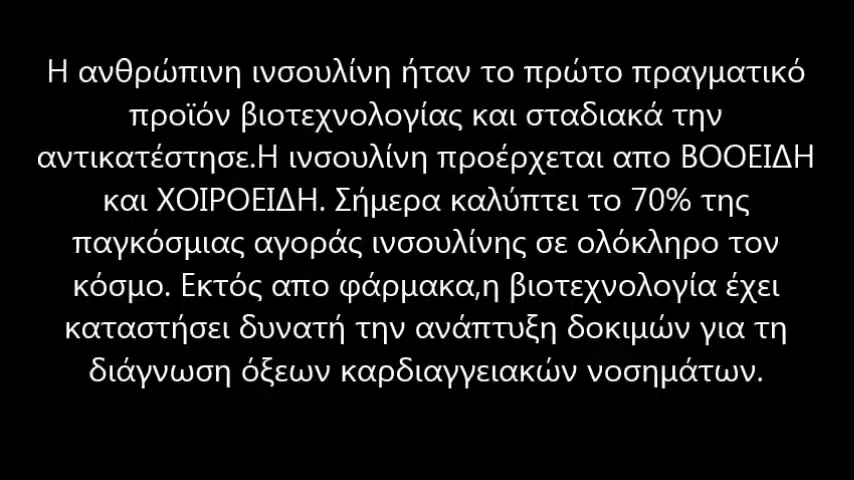 Η ανθρώπινη ινσουλίνη ήταν το πρώτο πραγματικό
προϊόν βιοτεχνολογίας και σταδιακά την
αντικατέστησε.Η ινσουλίνη προέρχεται απο ΒΟΟΕΙΔΗ
και ΧΟΙΡΟΕΙΔΗ. Σήμερα καλύπτει το 70% της
παγκόσμιας αγοράς ινσουλίνης σε ολόκληρο τον
κόσμο. Εκτός απο φάρμακα,η βιοτεχνολογία έχει
καταστήσει δυνατή την ανάπτυξη δοκιμών για τη
διάγνωση όξεων καρδιαγγειακών νοσημάτων.